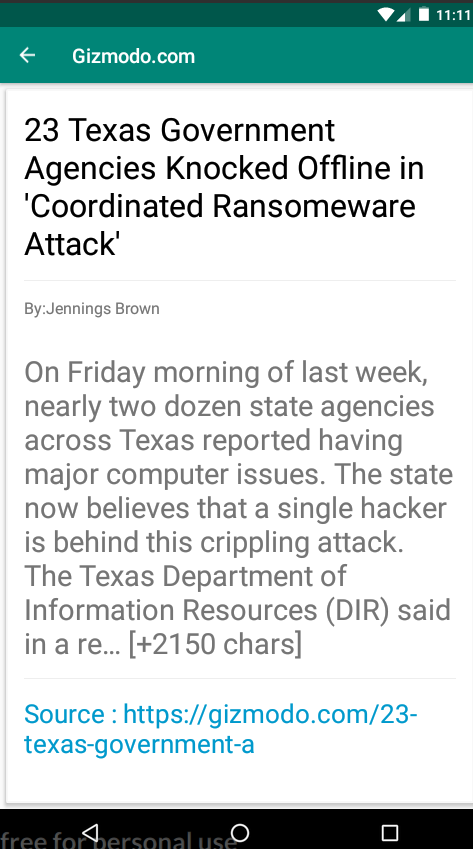 11:11
Gizmodo.com
23 Texas Government
Agencies Knocked Offline in
'Coordinated Ransomeware
Attack'
By:Jennings Brown
On Friday morning of last week,
nearly two dozen state agencies
across Texas reported having
major computer issues. The state
now believes that a single hacker
is behind this crippling attack.
The Texas Department of
Information Resources (DIR) said
in a re… [+2150 chars]
Source : https://gizmodo.com/23-
texas-government-a
free for personal use